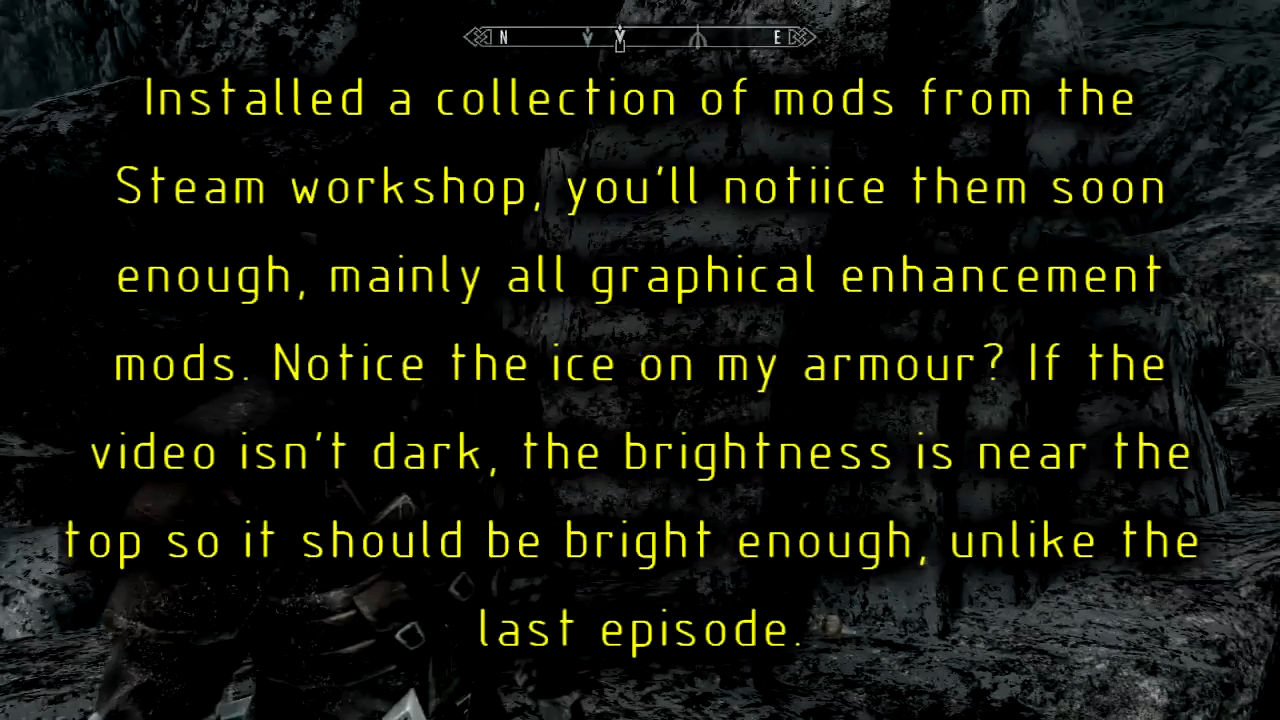 N E
Installed a collection of mods from the
Steam workshop, you'll notiice them soon
enough, mainly all graphical enhancement
mods. Notice the ice on my armour? If the
video isn't dark, the brightness is near the
top so it should be bright enough, unlike the
last episode.